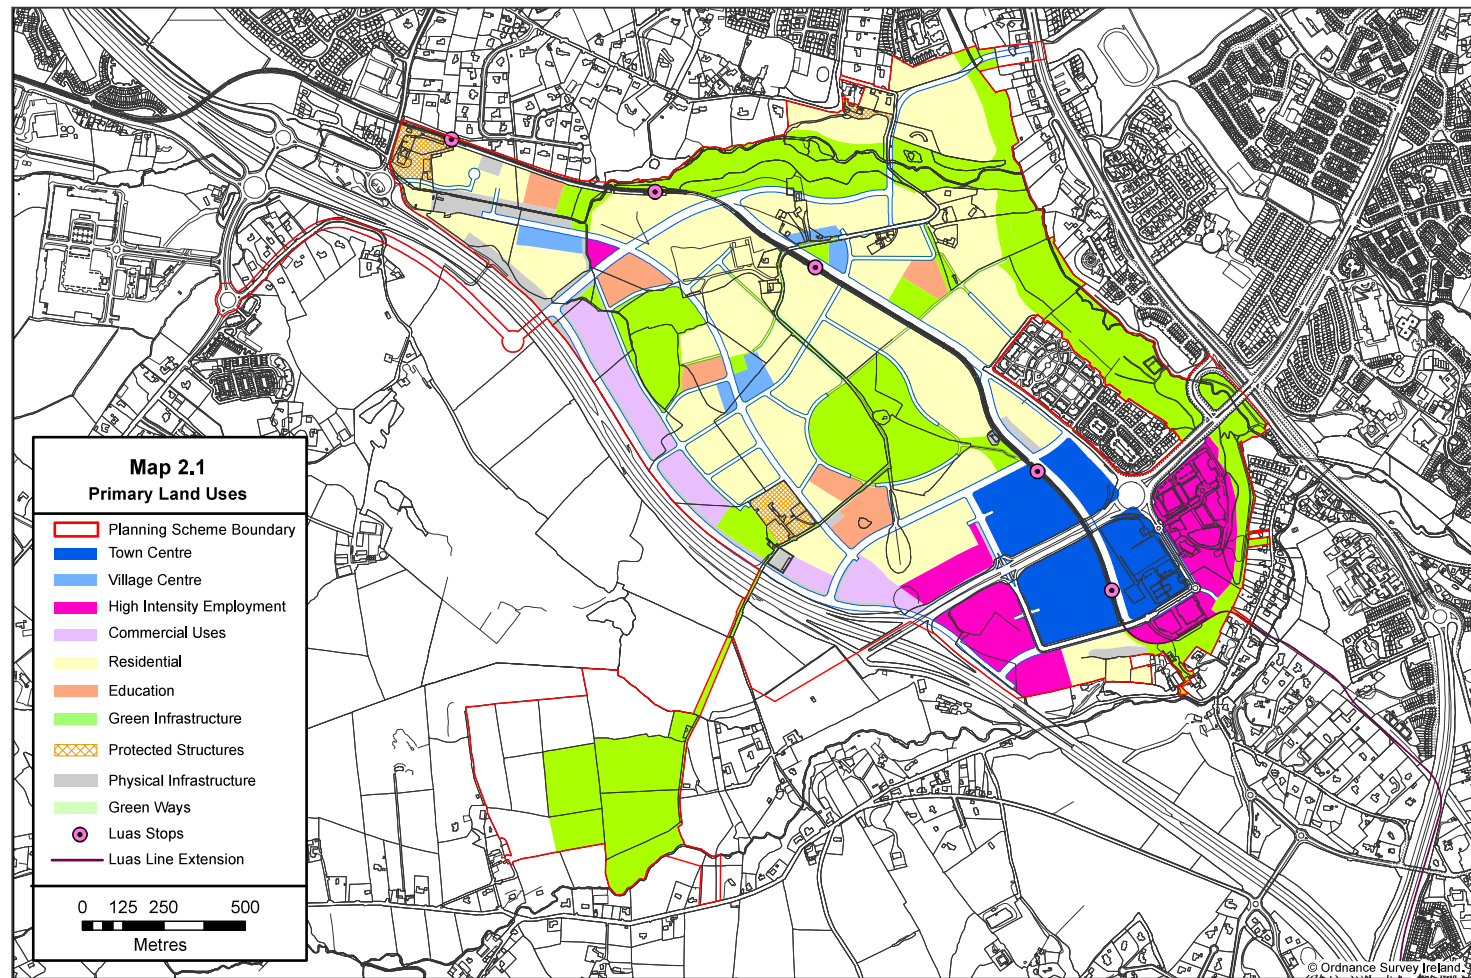 Map 2.1
Primary Land Uses
Planning Scheme Boundary
Town Centre
Village Centre
High Intensity Employment
Commercial Uses
Residential
Education
Green Infrastructure
Protected Structures
Physical Infrastructure
Green Ways
Luas Stops
Luas Line Extension
0 125 250 500
Metres
© Ordnance Survey Ireland